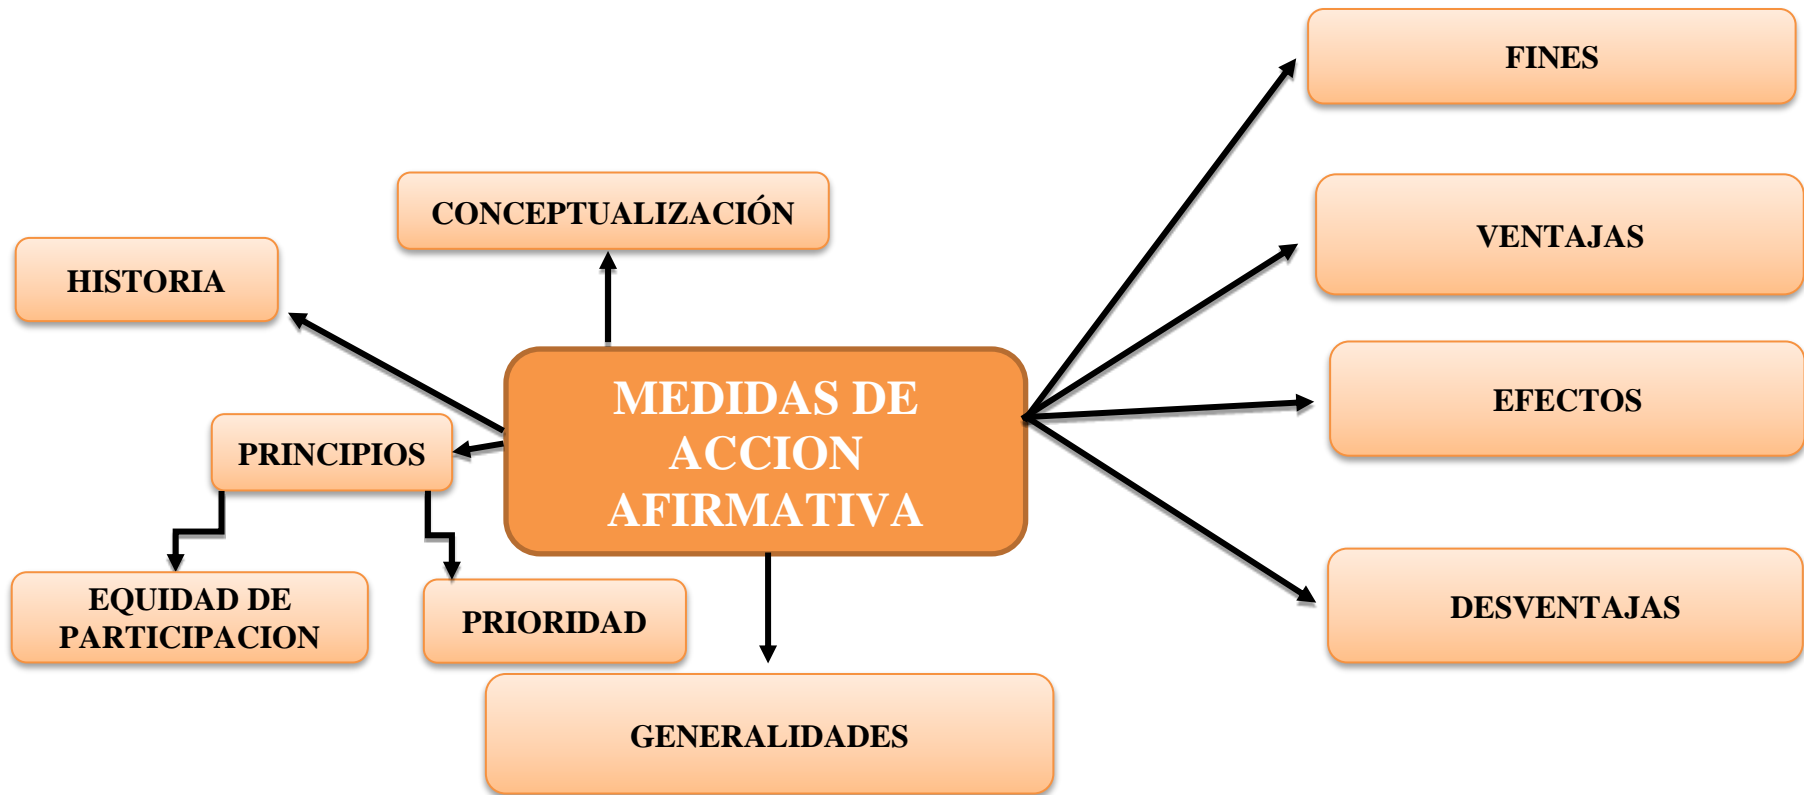 FINES
CONCEPTUALIZACIÓN
VENTAJAS
HISTORIA
MEDIDAS DE
ACCION
AFIRMATIVA
EFECTOS
PRINCIPIOS
EQUIDAD DE
PARTICIPACION
PRIORIDAD
DESVENTAJAS
GENERALIDADES